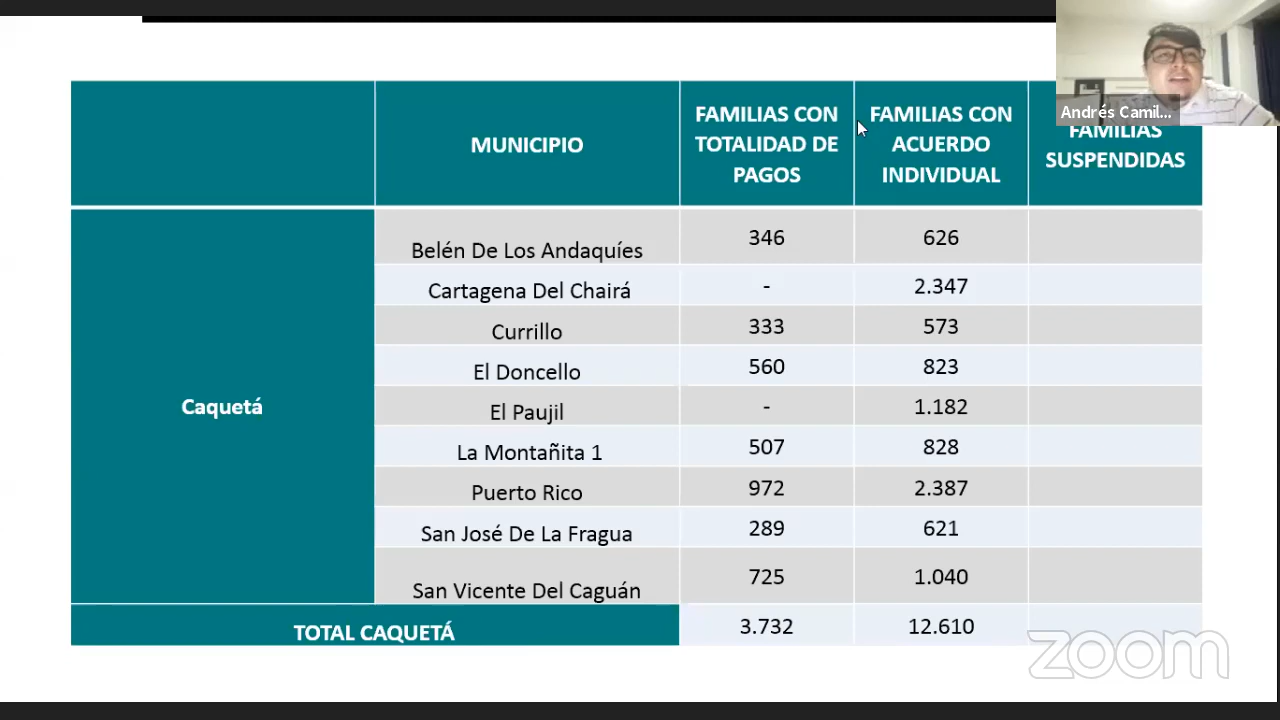 Andrés Camil...
MUNICIPIO
FAMILIAS CON
TOTALIDAD DE
PAGOS
FAMILIAS CON
ACUERDO
INDIVIDUAL
FAMILIAS
SUSPENDIDAS
Caquetá
Belén De Los Andaquíes 346 626
Cartagena Del Chairá - 2.347
Currillo 333 573
El Doncello 560 823
El Paujil - 1.182
La Montañita 1 507 828
Puerto Rico 972 2.387
San José De La Fragua 289 621
San Vicente Del Caguán 725 1.040
TOTAL CAQUETÁ 3.732 12.610
zoom